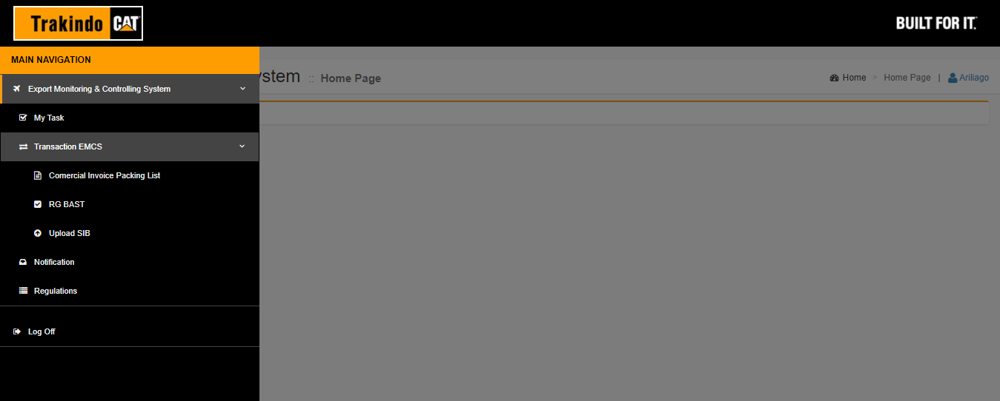 Trakindo CAT
BUILT FOR IT.
MAIN NAVIGATION
ystem :: Home Page
Home > Home Page | Ariliago
Export Monitoring & Controlling System
My Task
Transaction EMCS
Comercial Invoice Packing List
RG BAST
Upload SIB
Notification
Regulations
Log Off